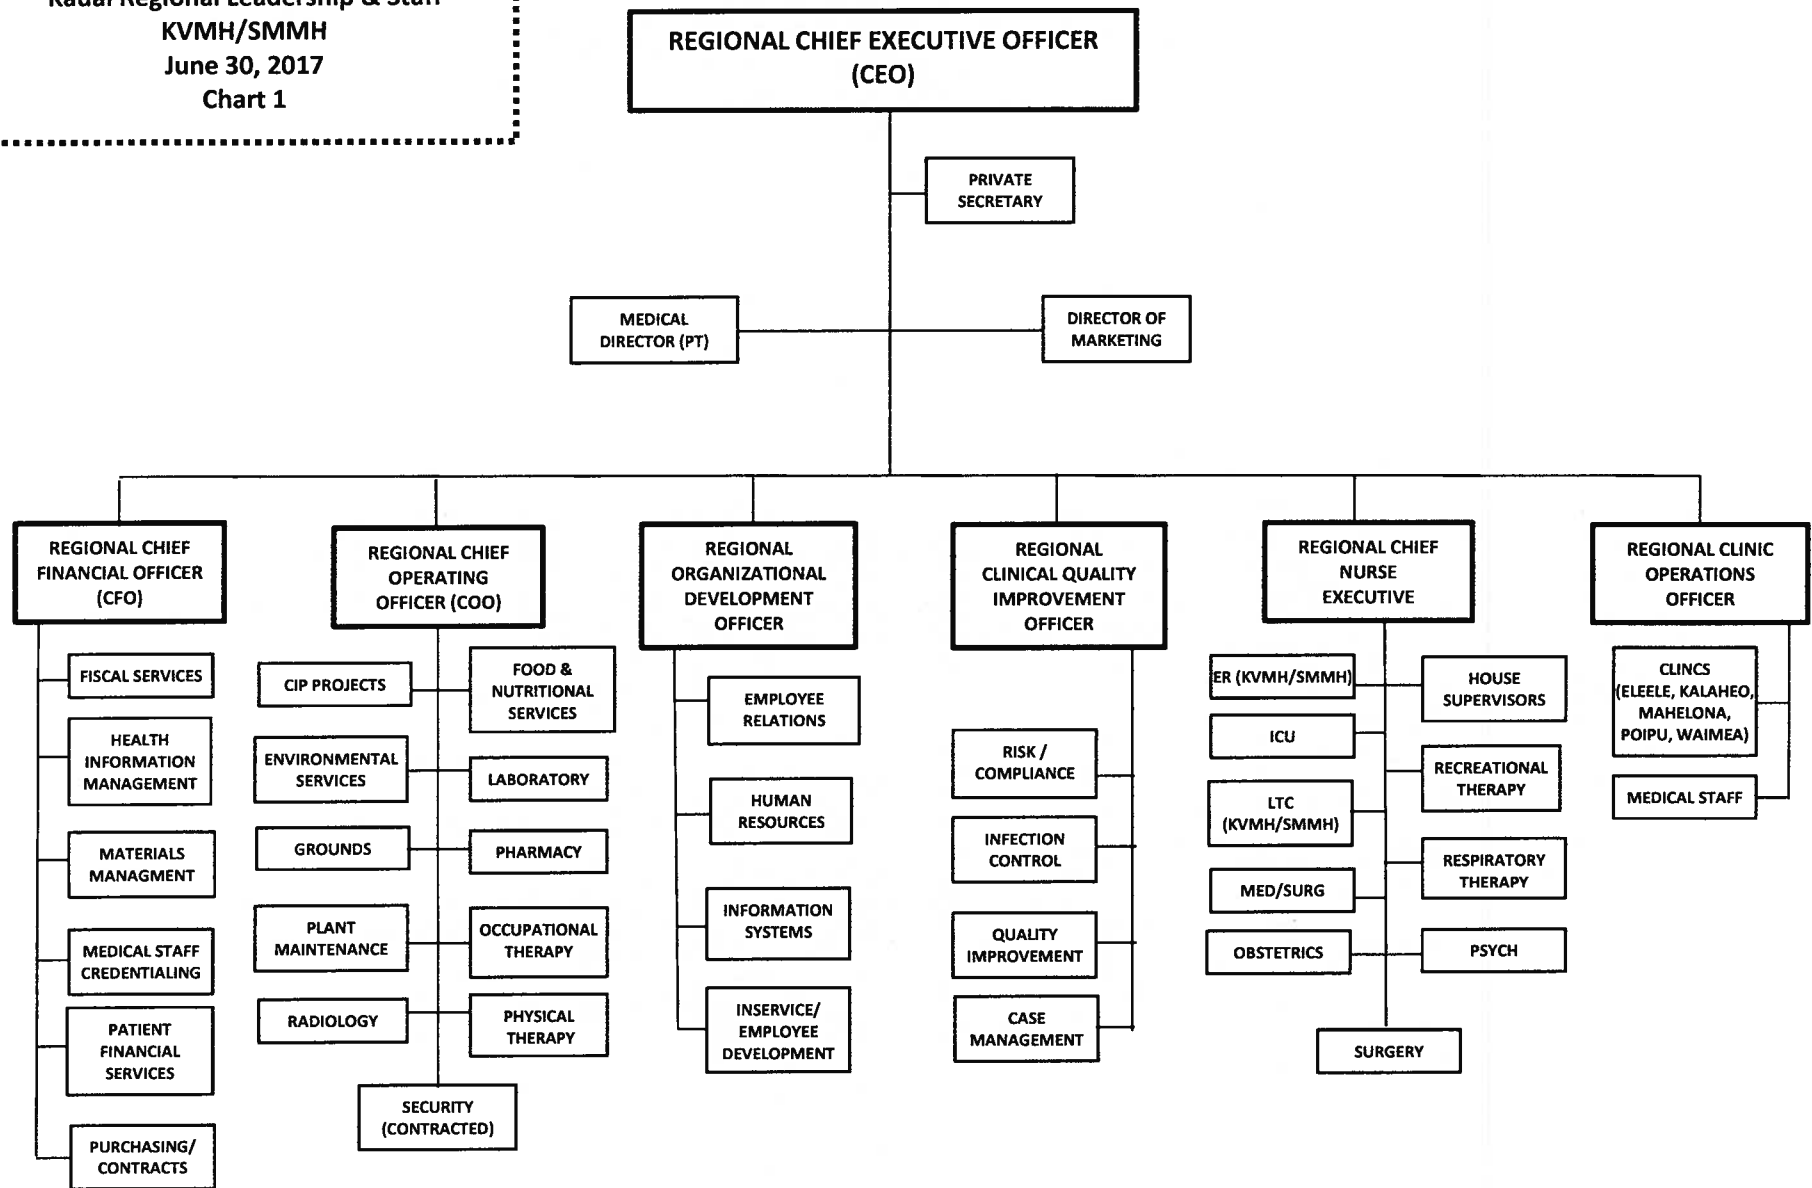 Kauai Regional Leadership & Staff
KVMH/SMMH
June 30, 2017
Chart 1
REGIONAL CHIEF EXECUTIVE OFFICER
(CEO)
PRIVATE
SECRETARY
MEDICAL
DIRECTOR (PT)
DIRECTOR OF
MARKETING
REGIONAL CHIEF
FINANCIAL OFFICER
(CFO)
FISCAL SERVICES
HEALTH
INFORMATION
MANAGEMENT
MATERIALS
MANAGMENT
MEDICAL STAFF
CREDENTIALING
PATIENT
FINANCIAL
SERVICES
PURCHASING/
CONTRACTS
REGIONAL CHIEF
OPERATING
OFFICER (COO)
CIP PROJECTS
FOOD &
NUTRITIONAL
SERVICES
ENVIRONMENTAL
SERVICES
LABORATORY
GROUNDS
PHARMACY
PLANT
MAINTENANCE
OCCUPATIONAL
THERAPY
RADIOLOGY
PHYSICAL
THERAPY
SECURITY
(CONTRACTED)
REGIONAL
ORGANIZATIONAL
DEVELOPMENT
OFFICER
EMPLOYEE
RELATIONS
HUMAN
RESOURCES
INFORMATION
SYSTEMS
INSERVICE/
EMPLOYEE
DEVELOPMENT
REGIONAL
CLINICAL QUALITY
IMPROVEMENT
OFFICER
RISK /
COMPLIANCE
INFECTION
CONTROL
QUALITY
IMPROVEMENT
CASE
MANAGEMENT
REGIONAL CHIEF
NURSE
EXECUTIVE
ER (KVMH/SMMH)
HOUSE
SUPERVISORS
ICU
RECREATIONAL
THERAPY
LTC
(KVMH/SMMH)
RESPIRATORY
THERAPY
MED/SURG
OBSTETRICS
PSYCH
SURGERY
REGIONAL CLINIC
OPERATIONS
OFFICER
CLINCS
(ELEELE, KALAHEO,
MAHELONA,
POIPU, WAIMEA)
MEDICAL STAFF